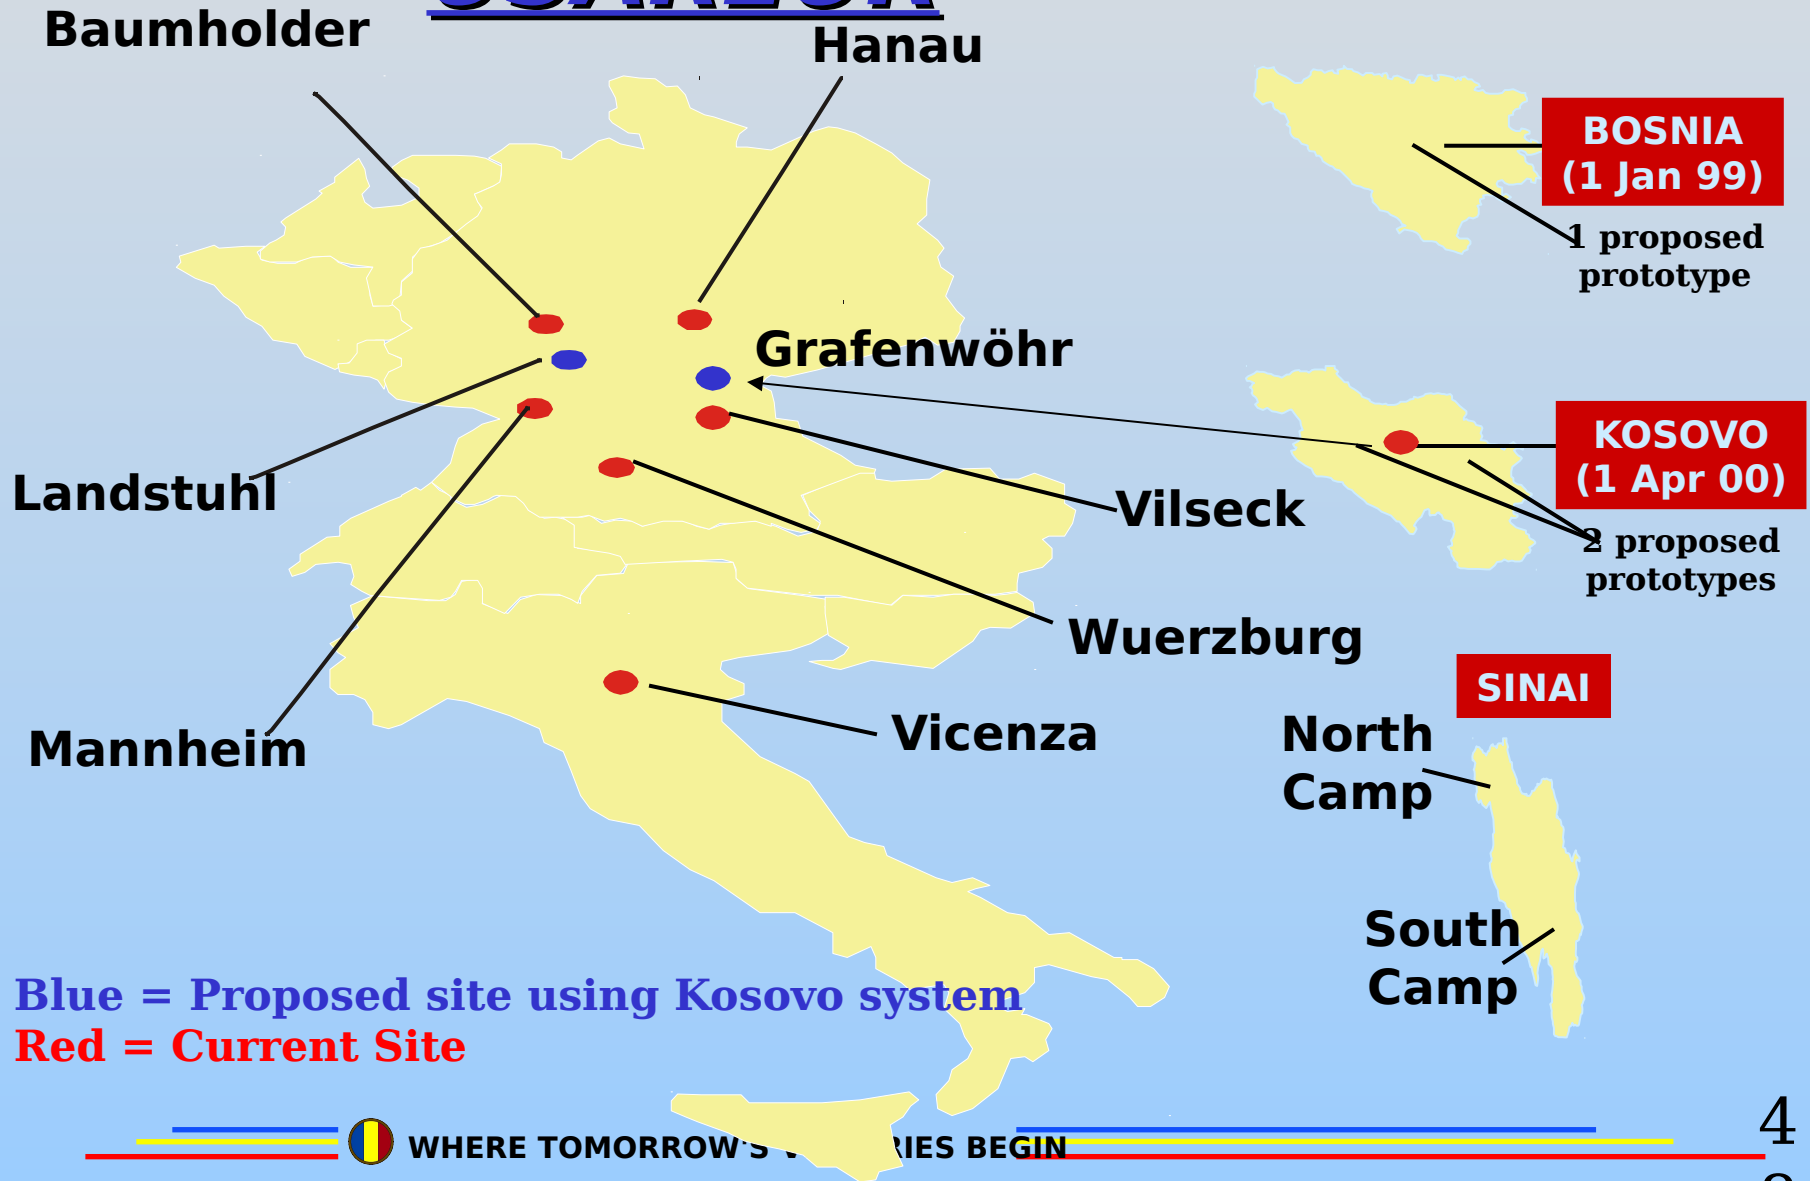 USAREUR
Baumholder
Hanau
BOSNIA
(1 Jan 99)
1 proposed
prototype
Grafenwöhr
KOSOVO
(1 Apr 00)
Landstuhl
Vilseck
2 proposed
prototypes
Wuerzburg
SINAI
Mannheim
Vicenza
North
Camp
South
Camp
Blue = Proposed site using Kosovo system
Red = Current Site
WHERE TOMORROW'S
BEGIN
4